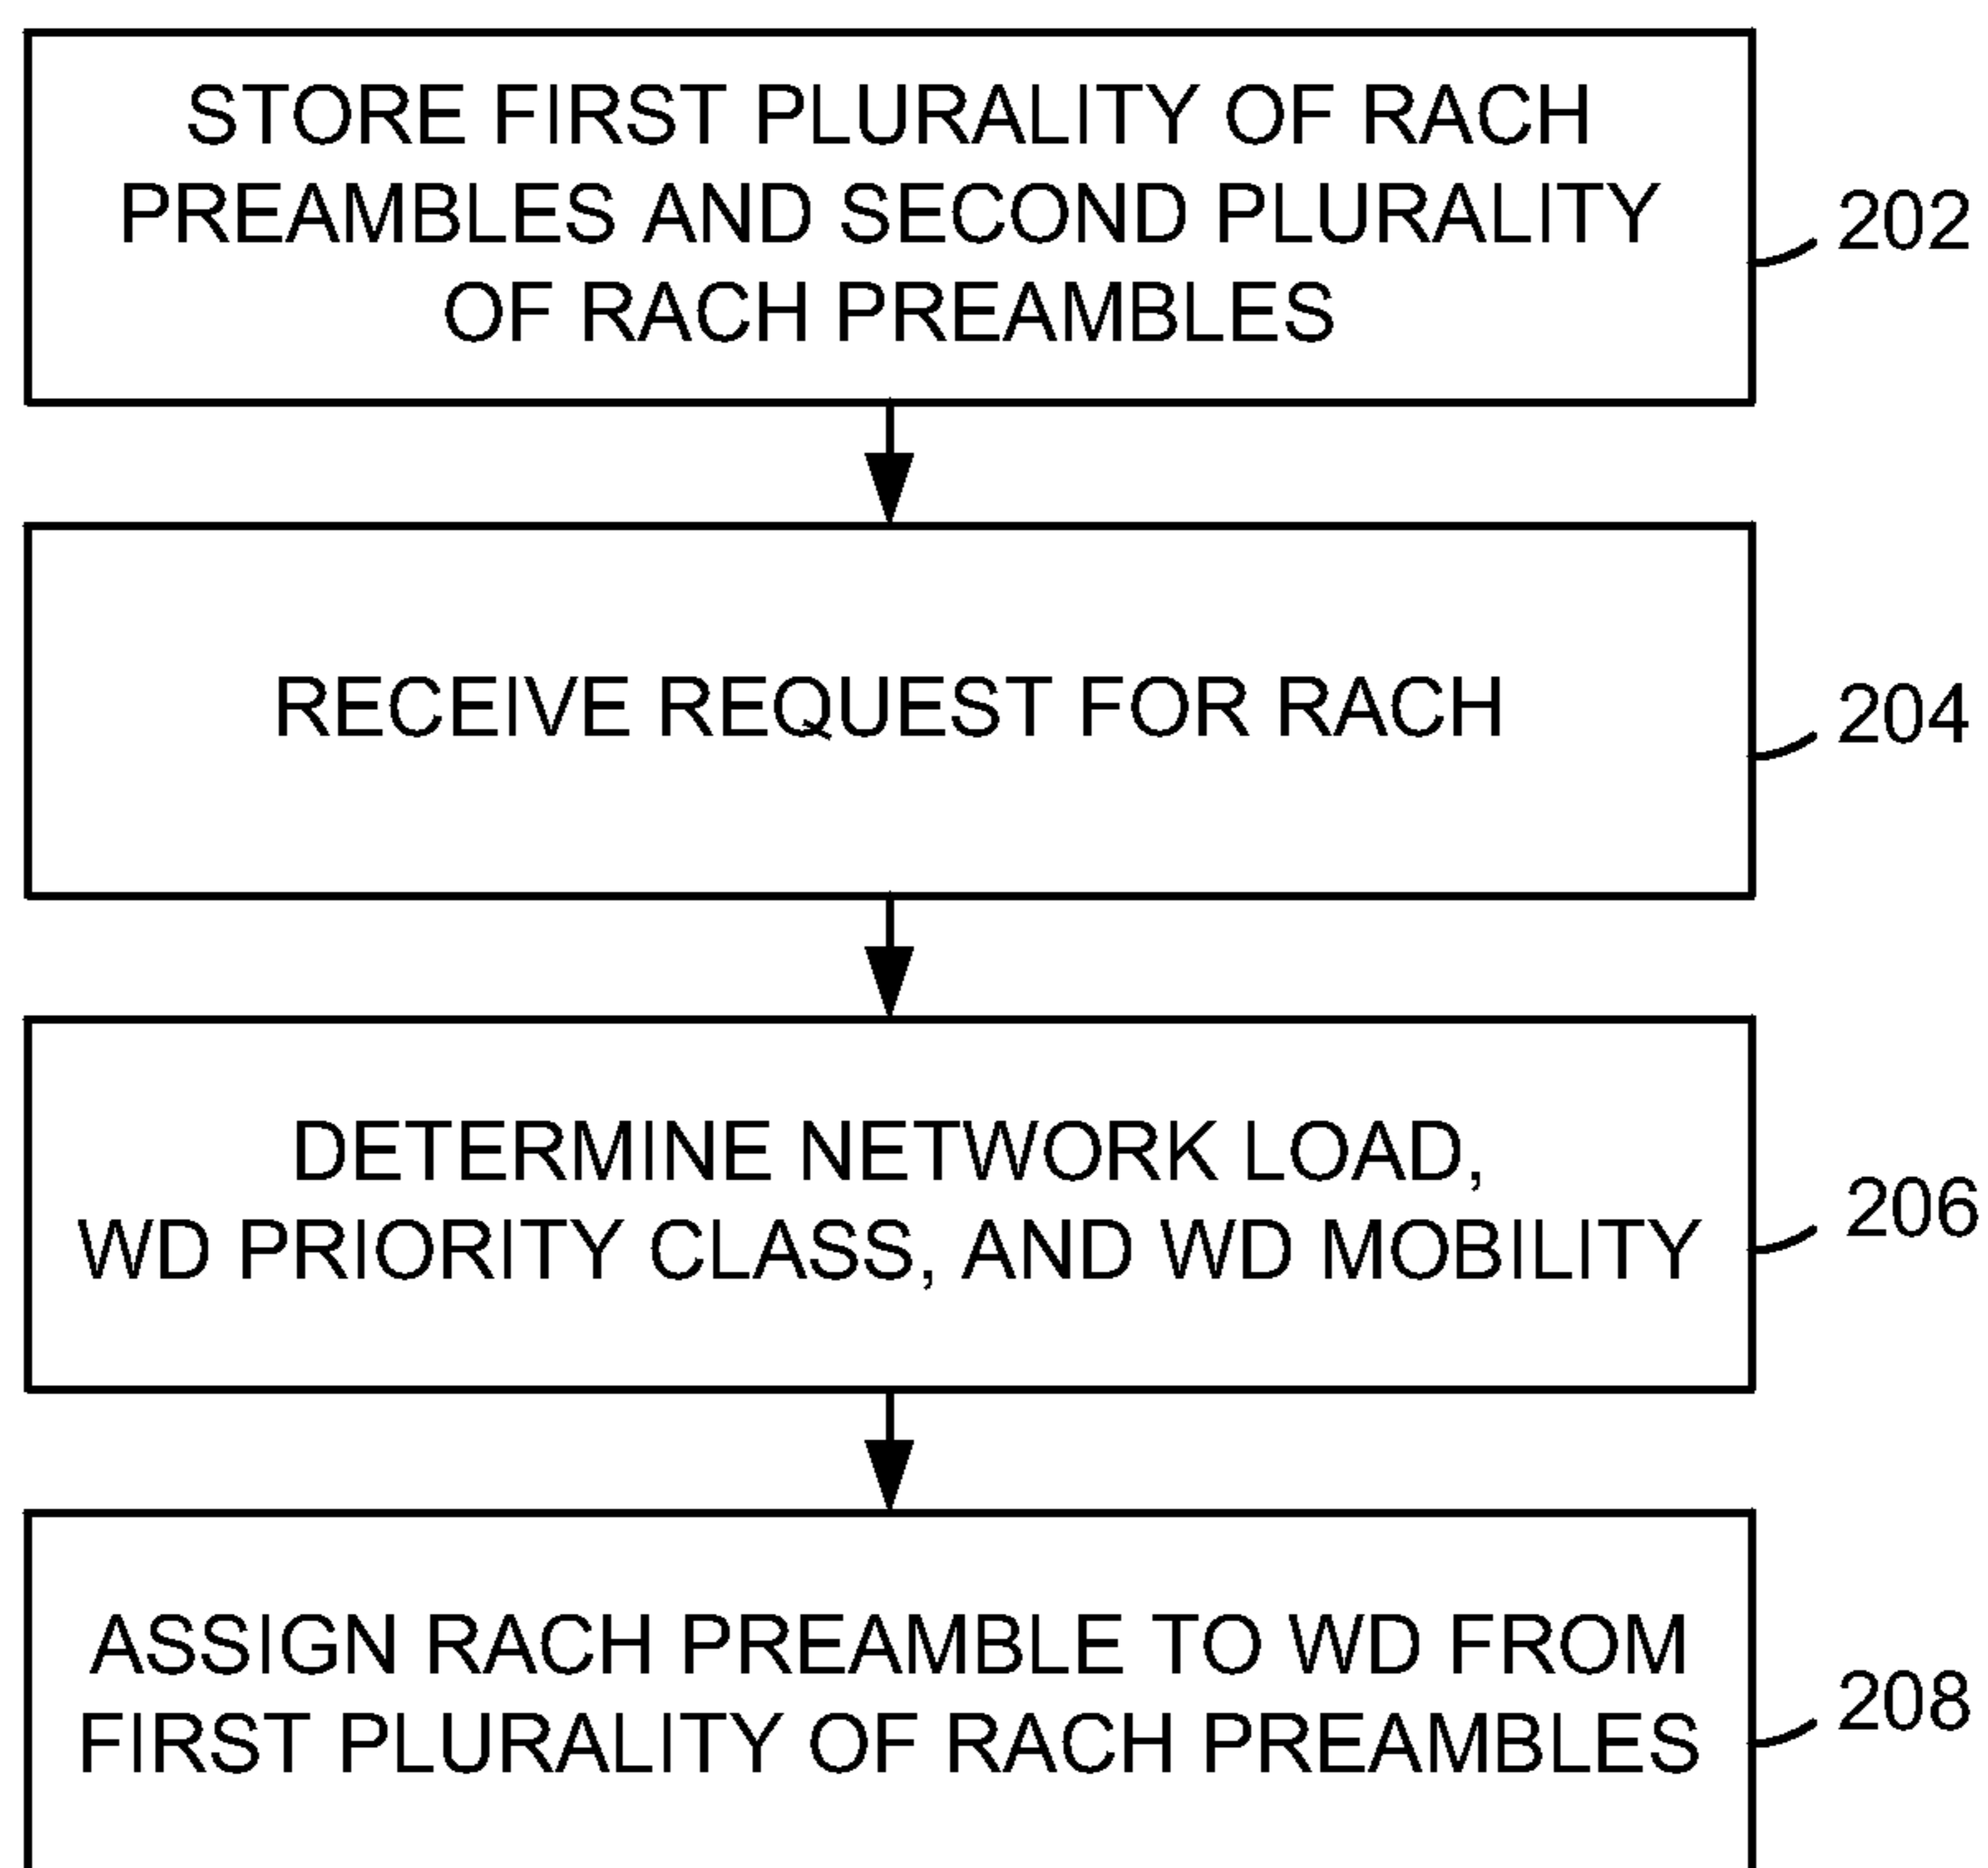 STORE FIRST PLURALITY OF RACH
PREAMBLES AND SECOND PLURALITY
OF RACH PREAMBLES
202
RECEIVE REQUEST FOR RACH
204
DETERMINE NETWORK LOAD,
WD PRIORITY CLASS, AND WD MOBILITY
206
ASSIGN RACH PREAMBLE TO WD FROM
FIRST PLURALITY OF RACH PREAMBLES
208